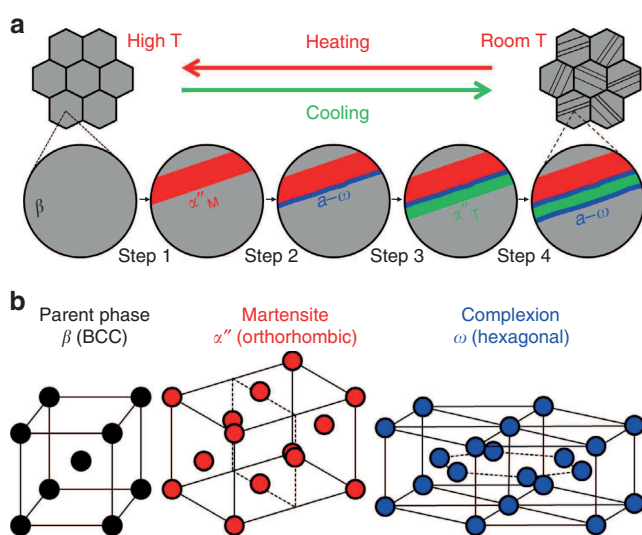 a
High T
Heating
Room T
Cooling
β
α″M
a–ω
α″T
a–ω
Step 1
Step 2
Step 3
Step 4
b
Parent phase
β (BCC)
Martensite
α″ (orthorhombic)
Complexion
ω (hexagonal)